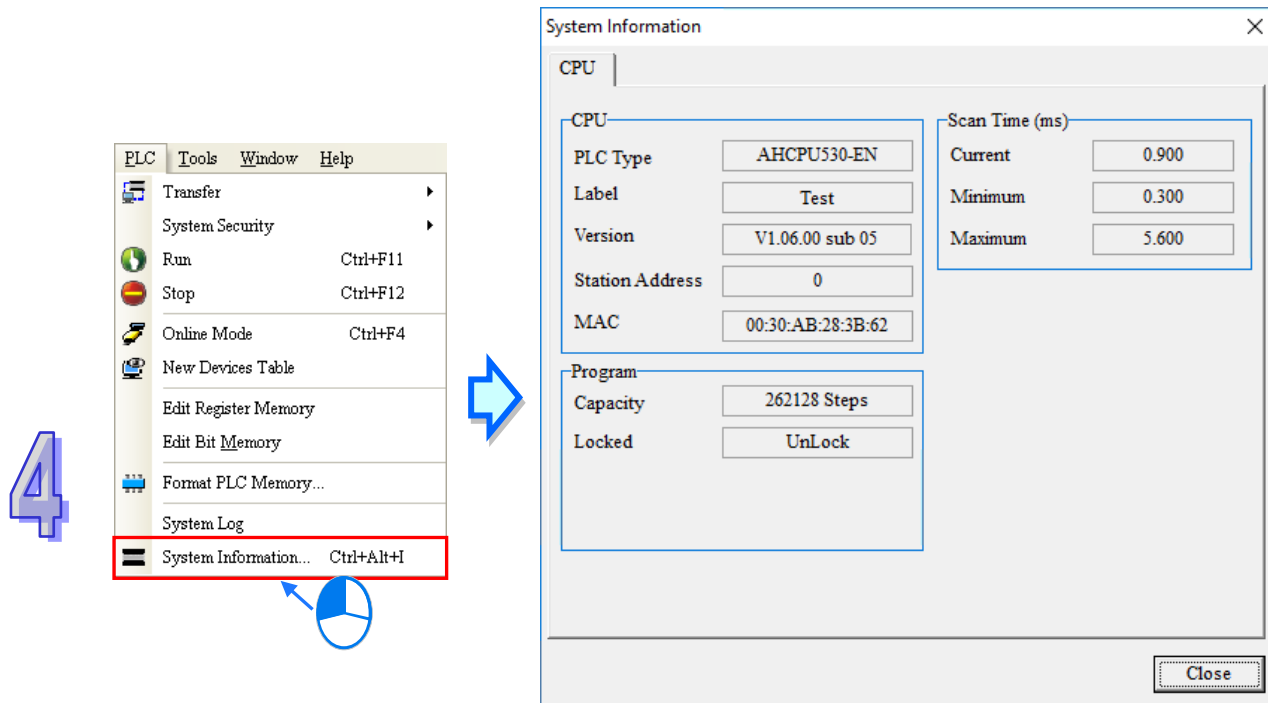 4
PLC Tools Window Help
Transfer
System Security
Run Ctrl+F11
Stop Ctrl+F12
Online Mode Ctrl+F4
New Devices Table
Edit Register Memory
Edit Bit Memory
Format PLC Memory...
System Log
System Information... Ctrl+Alt+I
System Information
CPU
CPU
PLC Type AHCPU530-EN
Label Test
Version V1.06.00 sub 05
Station Address 0
MAC 00:30:AB:28:3B:62
Program
Capacity 262128 Steps
Locked UnLock
Scan Time (ms)
Current 0.900
Minimum 0.300
Maximum 5.600
Close